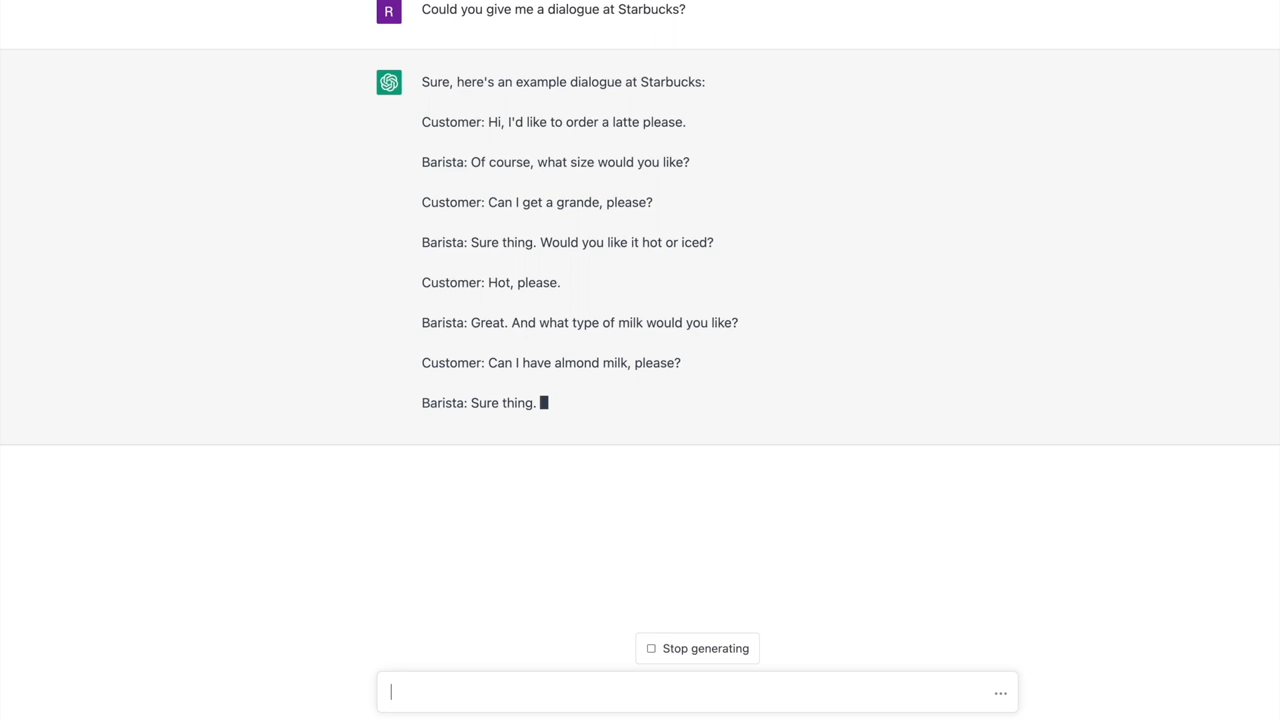 R
Could you give me a dialogue at Starbucks?
Sure, here's an example dialogue at Starbucks:
Customer: Hi, I'd like to order a latte please.
Barista: Of course, what size would you like?
Customer: Can I get a grande, please?
Barista: Sure thing. Would you like it hot or iced?
Customer: Hot, please.
Barista: Great. And what type of milk would you like?
Customer: Can I have almond milk, please?
Barista: Sure thing.
Stop generating